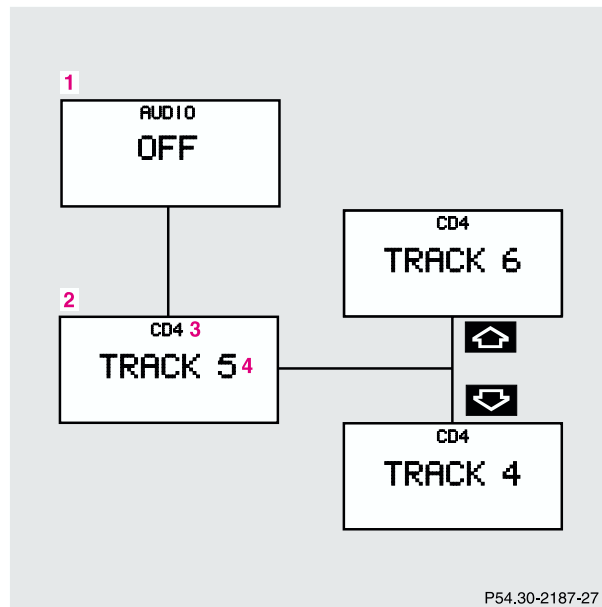 1
AUDIO
OFF
2
CD4 3
TRACK 5 4
CD4
TRACK 6
CD4
TRACK 4
P54.30-2187-27